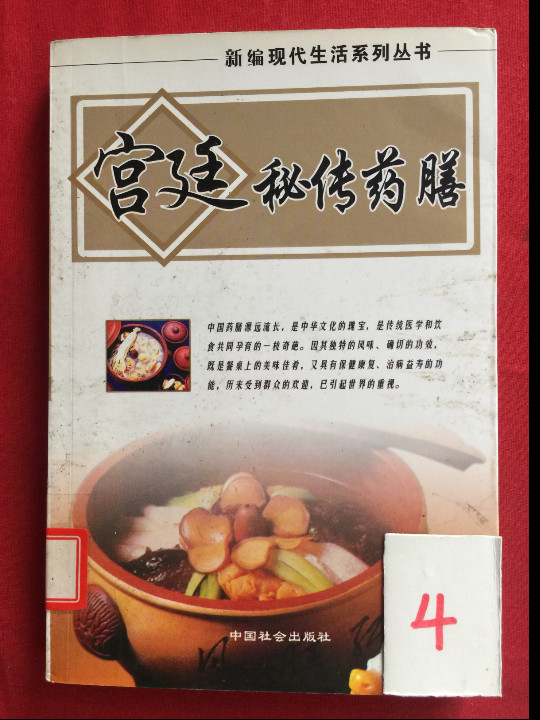 新编现代生活系列丛书
宫廷秘传药膳
中国药膳源远流长，是中华文化的瑰宝，是传统医学和饮
食共同孕育的一枝奇葩。因其独特的风味、确切的功效，
既是餐桌上的美味佳肴，又具有保健康复、治病益寿的功
能，历来受到群众的欢迎，已引起世界的重视。
4
中国社会出版社